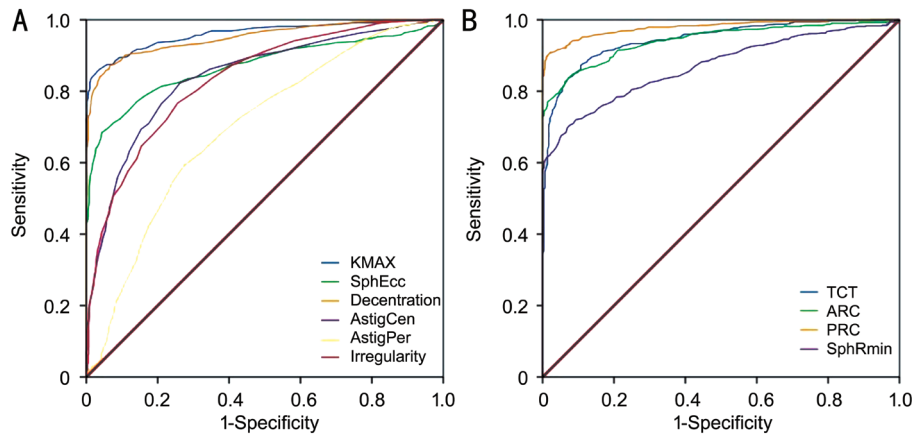 A
1.0
0.8
0.6
0.4
0.2
0
Sensitivity
KMAX
SphEcc
Decentration
AstigCen
AstigPer
Irregularity
0 0.2 0.4 0.6 0.8 1.0
1-Specificity
B
1.0
0.8
0.6
0.4
0.2
0
Sensitivity
TCT
ARC
PRC
SphRmin
0 0.2 0.4 0.6 0.8 1.0
1-Specificity